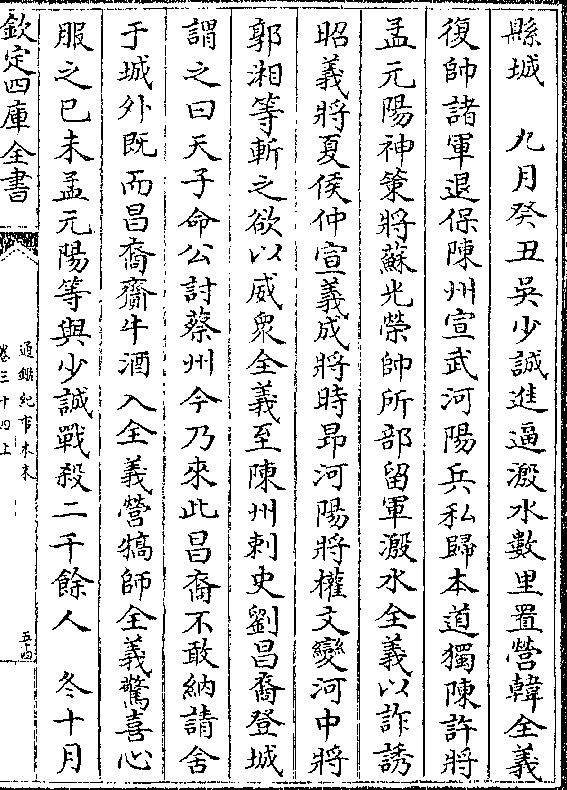 縣城　九月癸丑吳少誠進逼溵水數里置營韓全義
復帥諸軍退保陳州宣武河陽兵私歸本道獨陳許將
孟元陽神策將蘇光榮帥所部留軍溵水全義以詐誘
昭義將夏侯仲宣義成將時昂河陽將權文變河中將
郭湘等斬之欲以威衆全義至陳州刺史劉昌裔登城
謂之曰天子命公討蔡州今乃來此昌裔不敢納請舍
于城外既而昌裔齎牛酒入全義營犒師全義驚喜心
服之已未孟元陽等與少誠戰殺二千餘人　冬十月
欽定四庫全書
通鑑紀事本末
卷三十四上
五十四